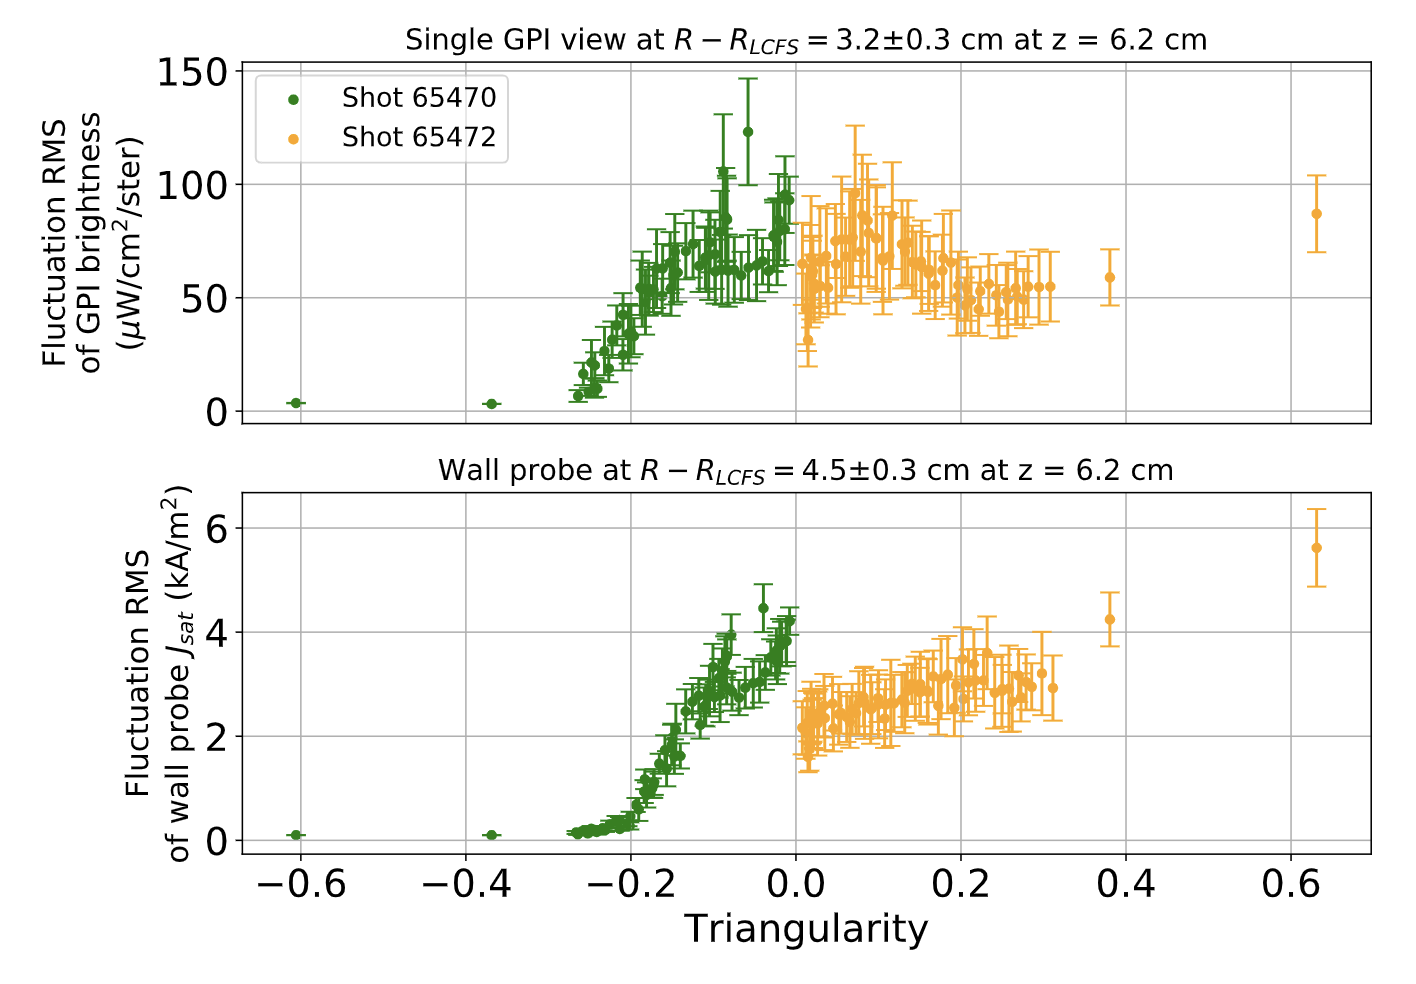 Single GPI view at R − R_LCFS = 3.2±0.3 cm at z = 6.2 cm
Fluctuation RMS
of GPI brightness
(μW/cm²/ster)
150
100
50
0
Shot 65470
Shot 65472
Wall probe at R − R_LCFS = 4.5±0.3 cm at z = 6.2 cm
Fluctuation RMS
of wall probe J_sat (kA/m²)
6
4
2
0
−0.6 −0.4 −0.2 0.0 0.2 0.4 0.6
Triangularity